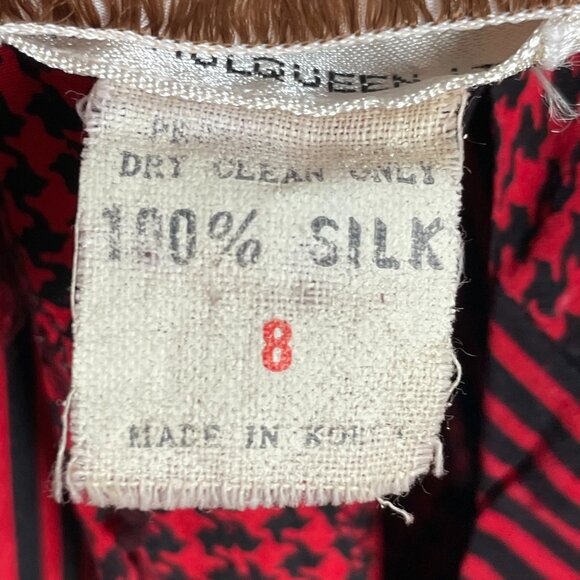 DRY CLEAN ONLY
100% SILK
8
MADE IN KOREA